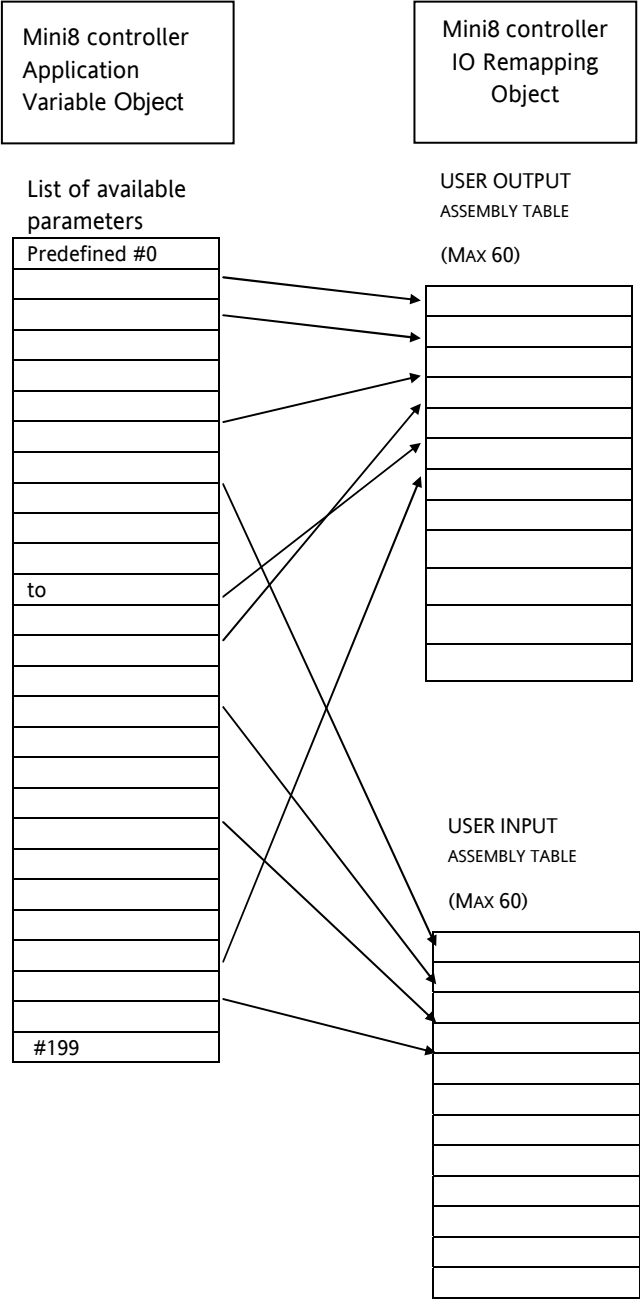 Mini8 controller
Application
Variable Object
Mini8 controller
IO Remapping
Object
List of available
parameters
Predefined #0
to
#199
USER OUTPUT
ASSEMBLY TABLE
(MAX 60)
USER INPUT
ASSEMBLY TABLE
(MAX 60)